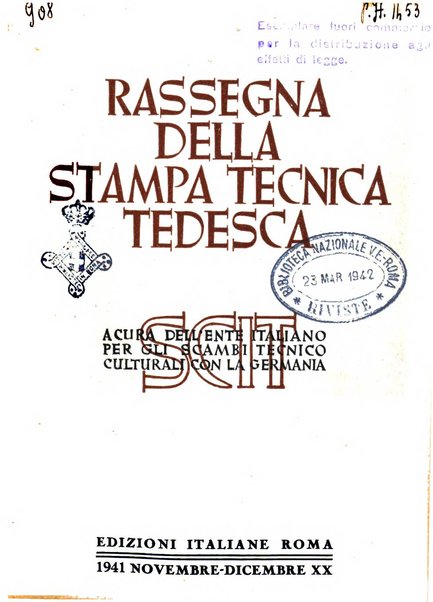 908
P.H. 1h53
Esemplare fuori commercio
per la distribuzione agli
effetti di legge.
RASSEGNA
DELLA
STAMPA TECNICA
TEDESCA
BIBLIOTECA NAZIONALE V.E-ROMA
23 MAR 1942
* RIVISTE *
SCIT
A CURA DELL'ENTE ITALIANO
PER GLI SCAMBI TECNICO
CULTURALI CON LA GERMANIA
EDIZIONI ITALIANE ROMA
1941 NOVEMBRE-DICEMBRE XX